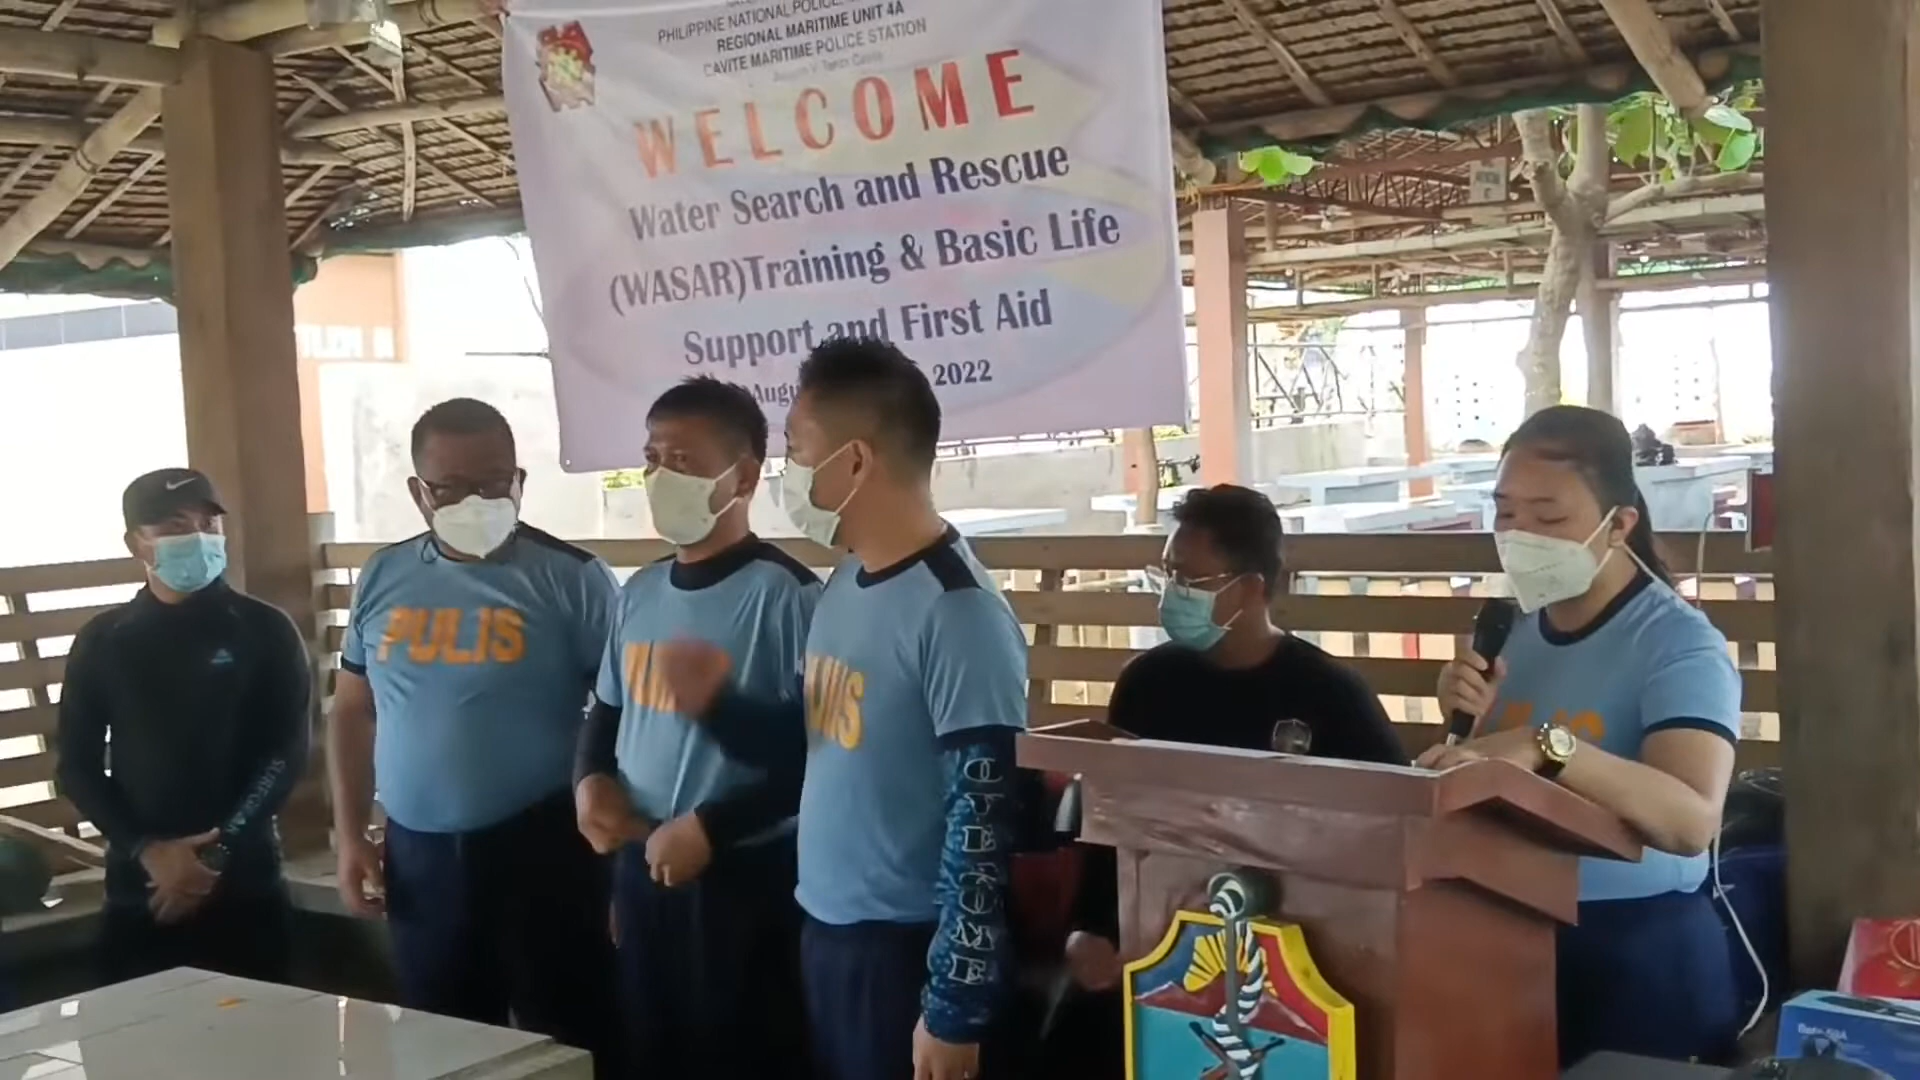 PHILIPPINE NATIONAL POLICE
REGIONAL MARITIME UNIT 4A
CAVITE MARITIME POLICE STATION
WELCOME
Water Search and Rescue
(WASAR)Training & Basic Life
Support and First Aid
2022
PULIS
SURFCLAN